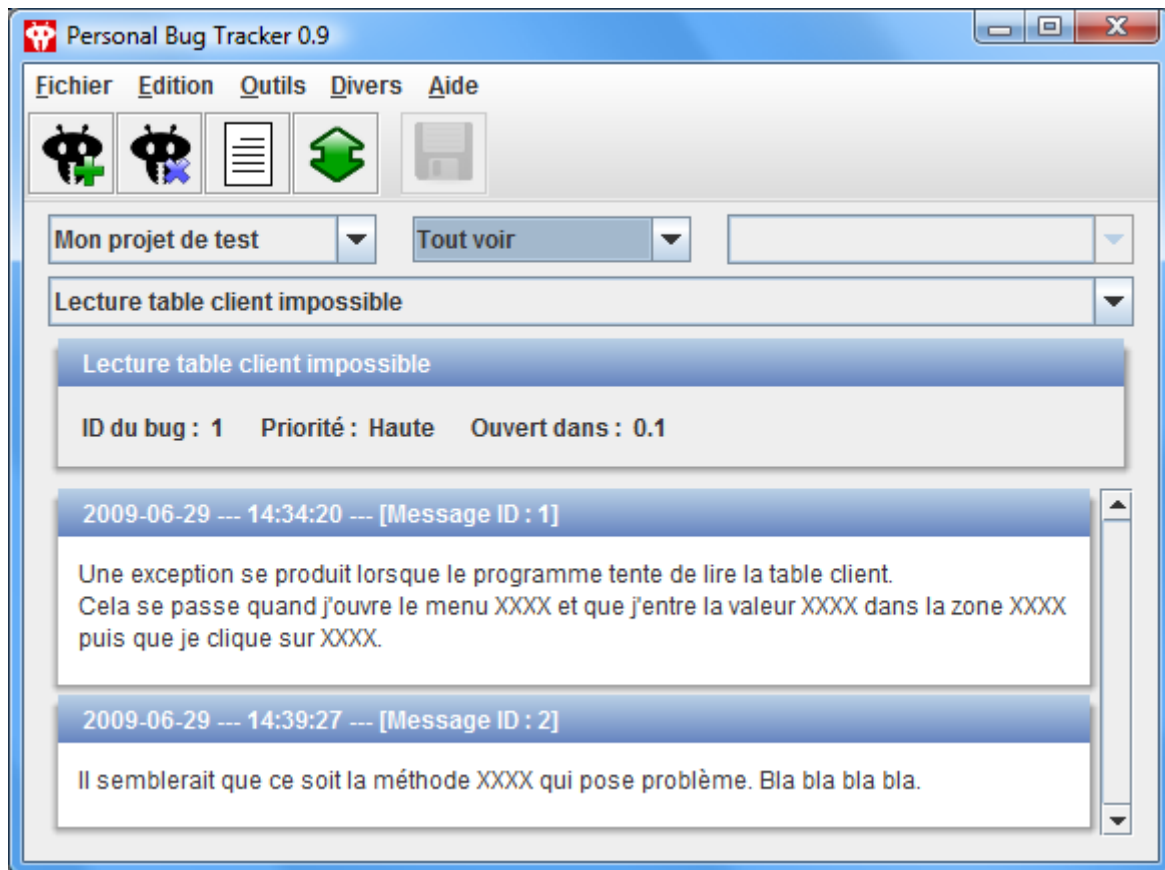 Personal Bug Tracker 0.9
Fichier Edition Outils Divers Aide
Mon projet de test Tout voir
Lecture table client impossible
Lecture table client impossible
ID du bug : 1 Priorité : Haute Ouvert dans : 0.1
2009-06-29 --- 14:34:20 --- [Message ID : 1]
Une exception se produit lorsque le programme tente de lire la table client.
Cela se passe quand j'ouvre le menu XXXX et que j'entre la valeur XXXX dans la zone XXXX
puis que je clique sur XXXX.
2009-06-29 --- 14:39:27 --- [Message ID : 2]
Il semblerait que ce soit la méthode XXXX qui pose problème. Bla bla bla bla.